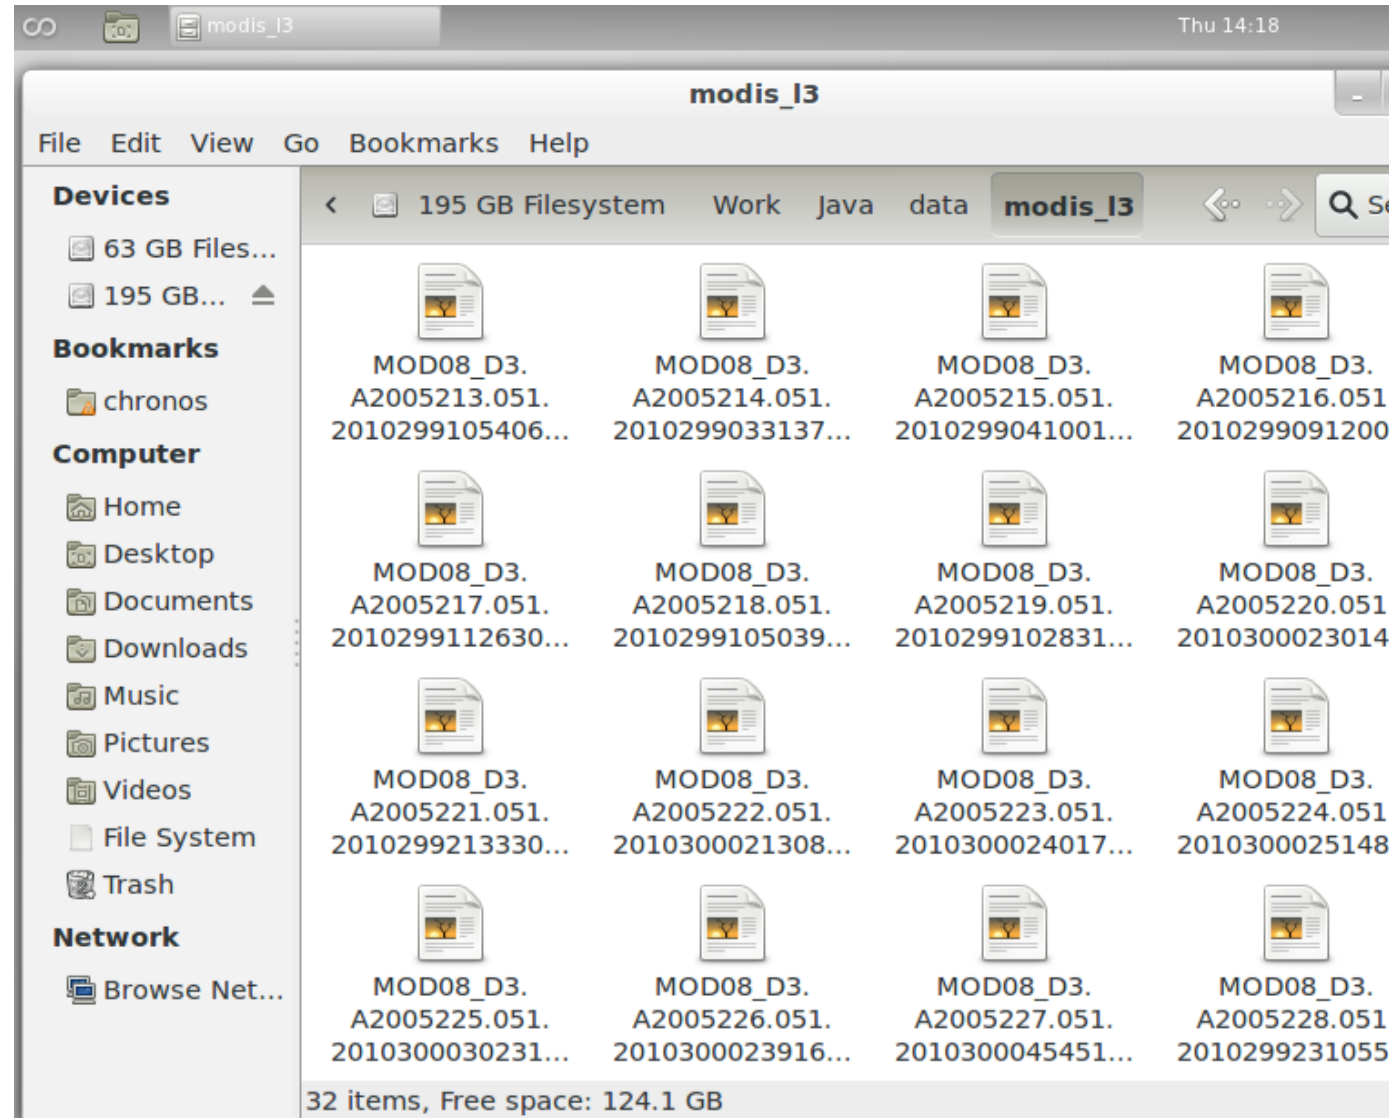 modis_l3
Thu 14:18
modis_l3
File Edit View Go Bookmarks Help
Devices
63 GB Files...
195 GB...
Bookmarks
chronos
Computer
Home
Desktop
Documents
Downloads
Music
Pictures
Videos
File System
Trash
Network
Browse Net...
195 GB Filesystem Work Java data modis_l3
MOD08_D3.
A2005213.051.
2010299105406...
MOD08_D3.
A2005214.051.
2010299033137...
MOD08_D3.
A2005215.051.
2010299041001...
MOD08_D3.
A2005216.051
2010299091200
MOD08_D3.
A2005217.051.
2010299112630...
MOD08_D3.
A2005218.051.
2010299105039...
MOD08_D3.
A2005219.051.
2010299102831...
MOD08_D3.
A2005220.051
2010300023014
MOD08_D3.
A2005221.051.
2010299213330...
MOD08_D3.
A2005222.051.
2010300021308...
MOD08_D3.
A2005223.051.
2010300024017...
MOD08_D3.
A2005224.051
2010300025148
MOD08_D3.
A2005225.051.
2010300030231...
MOD08_D3.
A2005226.051.
2010300023916...
MOD08_D3.
A2005227.051.
2010300045451...
MOD08_D3.
A2005228.051
2010299231055
32 items, Free space: 124.1 GB